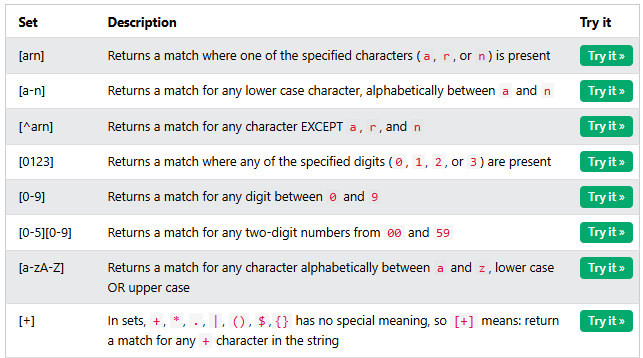 Set Description Try it
[arn] Returns a match where one of the specified characters ( a , r , or n ) is present Try it »
[a-n] Returns a match for any lower case character, alphabetically between a and n Try it »
[^arn] Returns a match for any character EXCEPT a , r , and n Try it »
[0123] Returns a match where any of the specified digits ( 0 , 1 , 2 , or 3 ) are present Try it »
[0-9] Returns a match for any digit between 0 and 9 Try it »
[0-5][0-9] Returns a match for any two-digit numbers from 00 and 59 Try it »
[a-zA-Z] Returns a match for any character alphabetically between a and z , lower case Try it »
OR upper case
[+] In sets, + , * , . , | , () , $ , {} has no special meaning, so [+] means: return Try it »
a match for any + character in the string